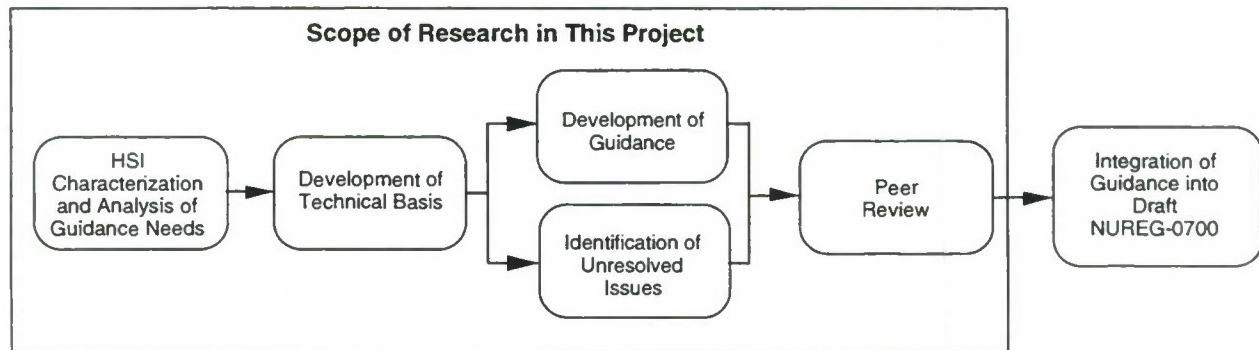 Scope of Research in This Project
HSI
Characterization
and Analysis of
Guidance Needs
Development of
Technical Basis
Development of
Guidance
Identification of
Unresolved
Issues
Peer
Review
Integration of
Guidance into
Draft
NUREG-0700